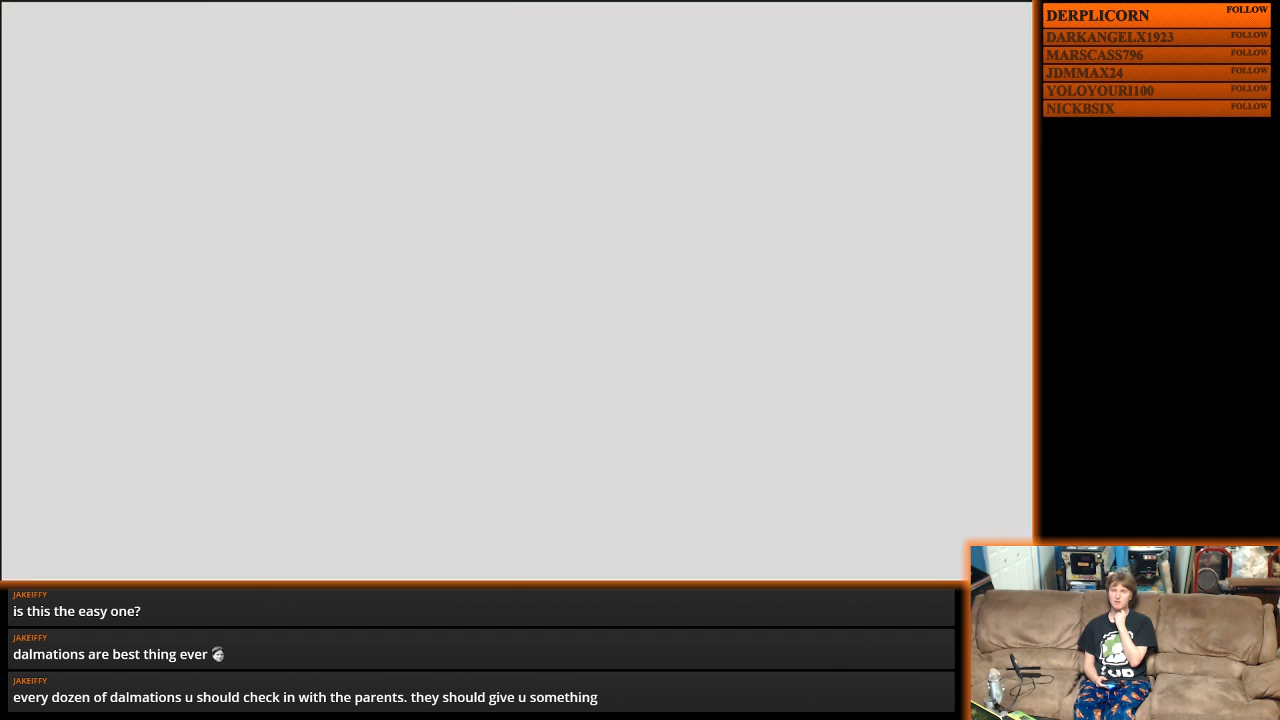 DERPLICORN FOLLOW
DARKANGELX1923 FOLLOW
MARSCASS796 FOLLOW
JDMMAX24 FOLLOW
YOLOYOURI100 FOLLOW
NICKBSIX FOLLOW
JAKEIFFY
is this the easy one?
JAKEIFFY
dalmations are best thing ever
JAKEIFFY
every dozen of dalmations u should check in with the parents. they should give u something